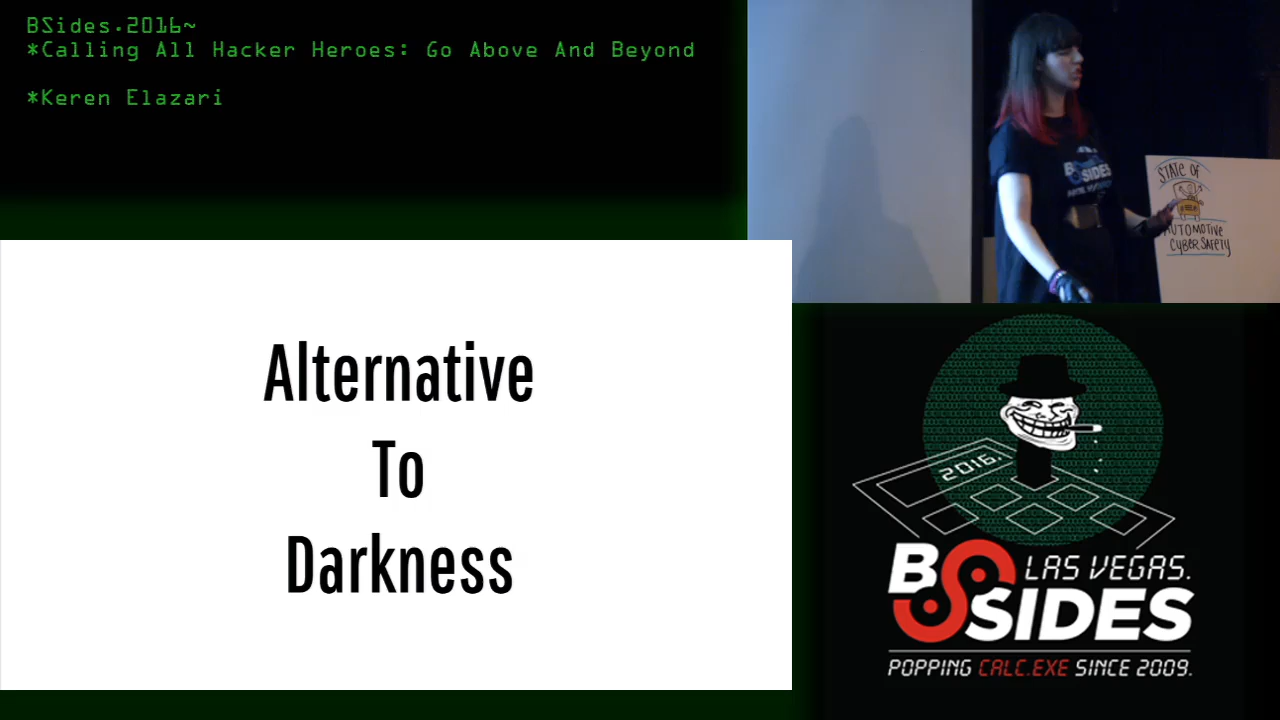 BSides.2016~
*Calling All Hacker Heroes: Go Above And Beyond
*Keren Elazari
STATE OF
AUTOMOTIVE
CYBER SAFETY
B SIDES
Alternative
To
Darkness
2016.
BSIDES
LAS VEGAS.
POPPING CALC.EXE SINCE 2009.